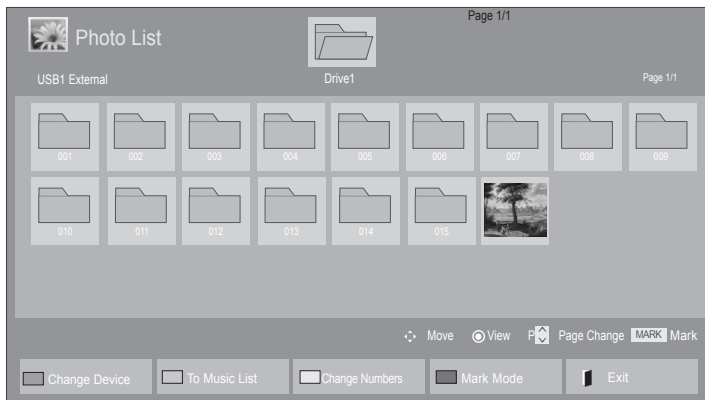 Page 1/1
Photo List
USB1 External
Drive1
Page 1/1
001 002 003 004 005 006 007 008 009
010 011 012 013 014 015
Move View P Page Change MARK Mark
Change Device To Music List Change Numbers Mark Mode Exit